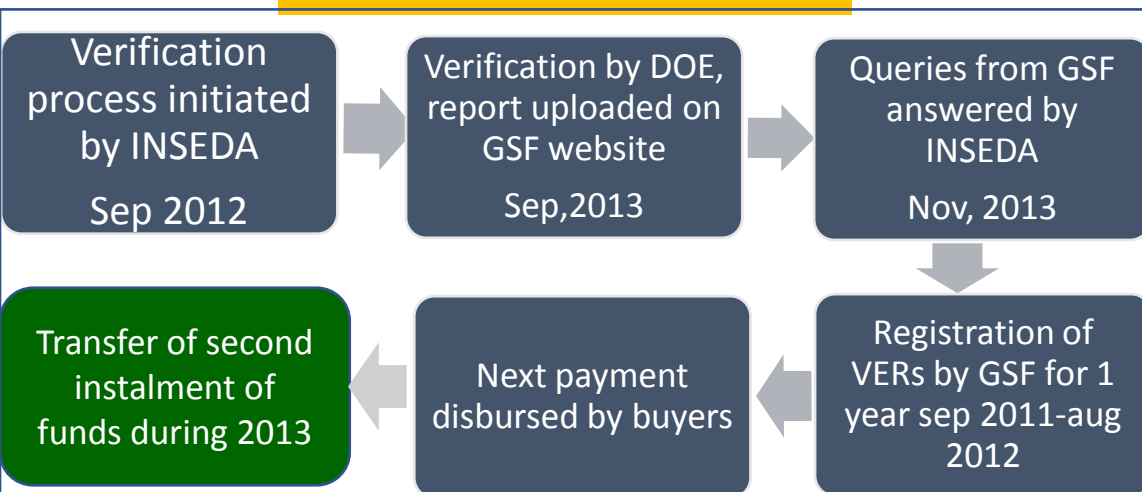 Verification
process initiated
by INSEDA
Sep 2012
Verification by DOE,
report uploaded on
GSF website
Sep,2013
Queries from GSF
answered by
INSEDA
Nov, 2013
Registration of
VERs by GSF for 1
year sep 2011-aug
2012
Next payment
disbursed by buyers
Transfer of second
instalment of
funds during 2013